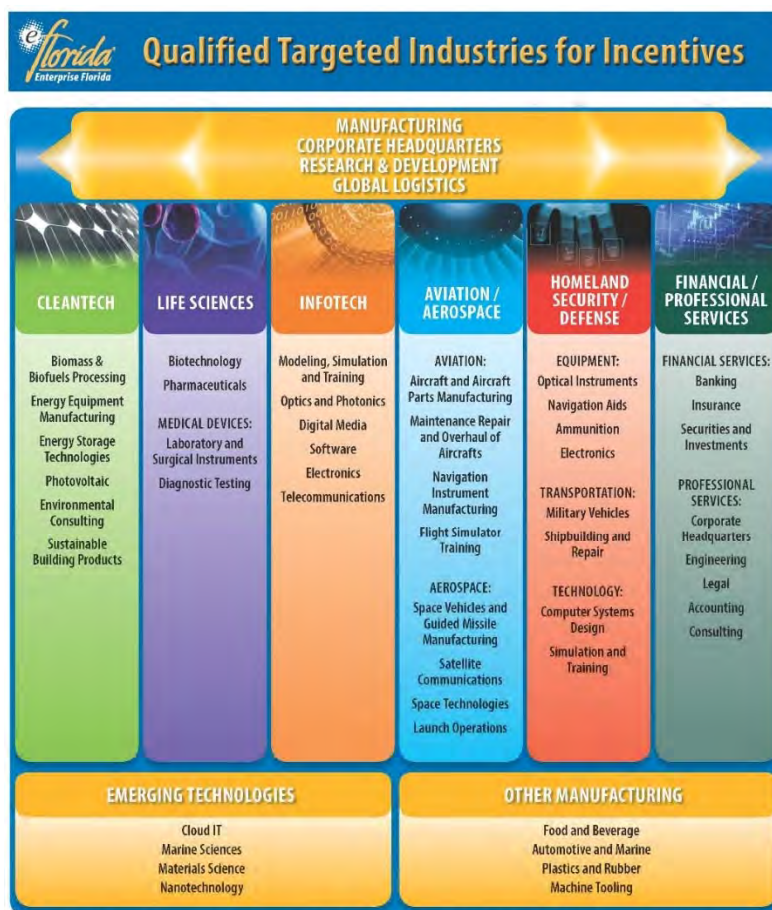 e
florida
Enterprise Florida
Qualified Targeted Industries for Incentives
MANUFACTURING
CORPORATE HEADQUARTERS
RESEARCH & DEVELOPMENT
GLOBAL LOGISTICS
CLEANTECH
Biomass &
Biofuels Processing
Energy Equipment
Manufacturing
Energy Storage
Technologies
Photovoltaic
Environmental
Consulting
Sustainable
Building Products
LIFE SCIENCES
Biotechnology
Pharmaceuticals
MEDICAL DEVICES:
Laboratory and
Surgical Instruments
Diagnostic Testing
INFOTECH
Modeling, Simulation
and Training
Optics and Photonics
Digital Media
Software
Electronics
Telecommunications
AVIATION /
AEROSPACE
AVIATION:
Aircraft and Aircraft
Parts Manufacturing
Maintenance Repair
and Overhaul of
Aircrafts
Navigation
Instrument
Manufacturing
Flight Simulator
Training
AEROSPACE:
Space Vehicles and
Guided Missile
Manufacturing
Satellite
Communications
Space Technologies
Launch Operations
HOMELAND
SECURITY /
DEFENSE
EQUIPMENT:
Optical Instruments
Navigation Aids
Ammunition
Electronics
TRANSPORTATION:
Military Vehicles
Shipbuilding and
Repair
TECHNOLOGY:
Computer Systems
Design
Simulation and
Training
FINANCIAL /
PROFESSIONAL
SERVICES
FINANCIAL SERVICES:
Banking
Insurance
Securities and
Investments
PROFESSIONAL
SERVICES:
Corporate
Headquarters
Engineering
Legal
Accounting
Consulting
EMERGING TECHNOLOGIES
Cloud IT
Marine Sciences
Materials Science
Nanotechnology
OTHER MANUFACTURING
Food and Beverage
Automotive and Marine
Plastics and Rubber
Machine Tooling